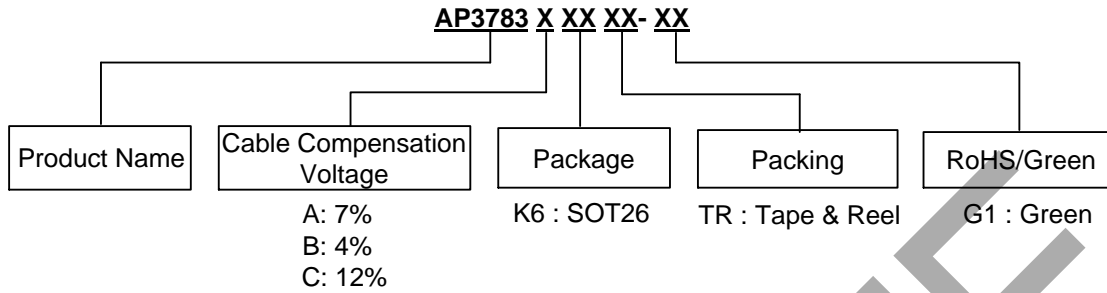 AP3783 X XX XX- XX
Product Name
Cable Compensation
Voltage
Package
Packing
RoHS/Green
A: 7%
B: 4%
C: 12%
K6 : SOT26
TR : Tape & Reel
G1 : Green